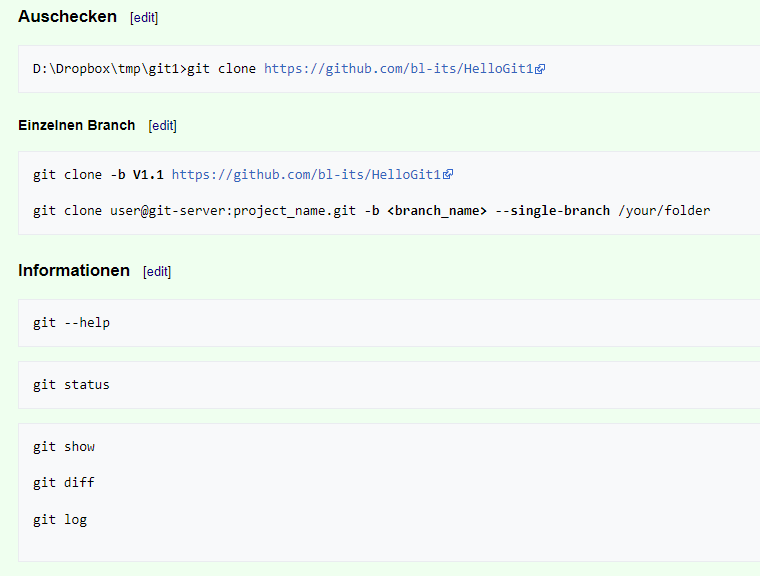 Auschecken [edit]
D:\Dropbox\tmp\git1>git clone https://github.com/bl-its/HelloGit1
Einzelnen Branch [edit]
git clone -b V1.1 https://github.com/bl-its/HelloGit1
git clone user@git-server:project_name.git -b <branch_name> --single-branch /your/folder
Informationen [edit]
git --help
git status
git show
git diff
git log